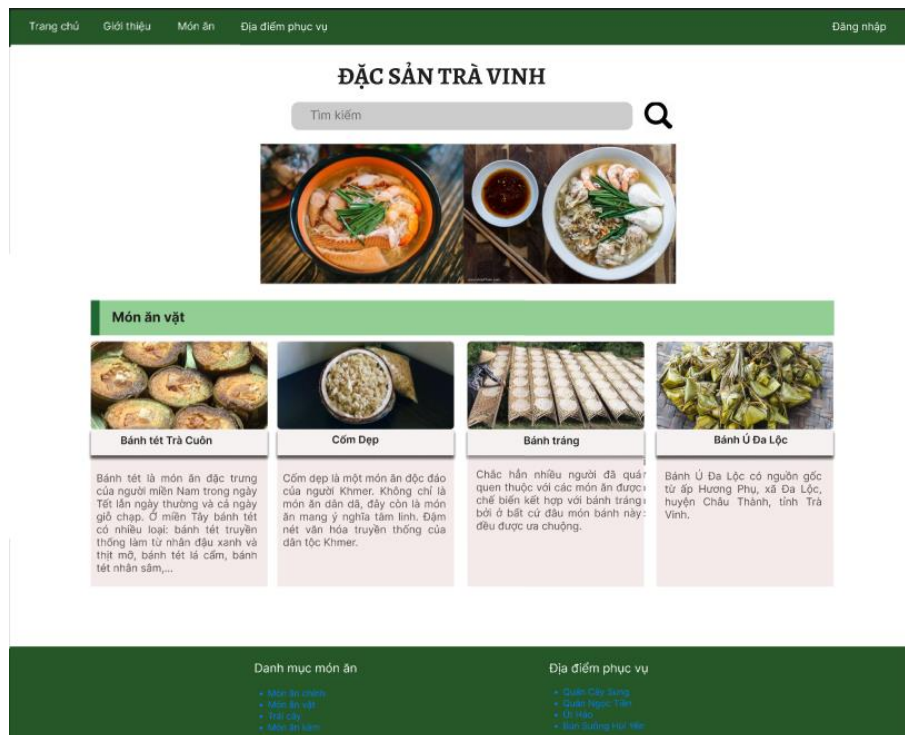 Trang chủ Giới thiệu Món ăn Địa điểm phục vụ Đăng nhập
ĐẶC SẢN TRÀ VINH
Tìm kiếm
Món ăn vặt
Bánh tét Trà Cuôn
Bánh tét là món ăn đặc trưng
của người miền Nam trong ngày
Tết lẫn ngày thường và cả ngày
giỗ chạp. Ở miền Tây bánh tét
có nhiều loại: bánh tét truyền
thống làm từ nhân đậu xanh và
thịt mỡ, bánh tét lá cẩm, bánh
tét nhân sâm,...
Cốm Dẹp
Cốm dẹp là một món ăn độc đáo
của người Khmer. Không chỉ là
món ăn dân dã, đây còn là món
ăn mang ý nghĩa tâm linh. Đậm
nét văn hóa truyền thống của
dân tộc Khmer.
Bánh tráng
Chắc hẳn nhiều người đã quá
quen thuộc với các món ăn được
chế biến kết hợp với bánh tráng
bởi ở bất cứ đâu món bánh này
đều được ưa chuộng.
Bánh Ú Đa Lộc
Bánh Ú Đa Lộc có nguồn gốc
từ ấp Hương Phụ, xã Đa Lộc,
huyện Châu Thành, tỉnh Trà
Vinh.
Danh mục món ăn
Món ăn chính
Món ăn vặt
Trái cây
Món ăn kèm
Địa điểm phục vụ
Quán Cây Sung
Quán Ngọc Tiền
Út Hào
Bún Suông